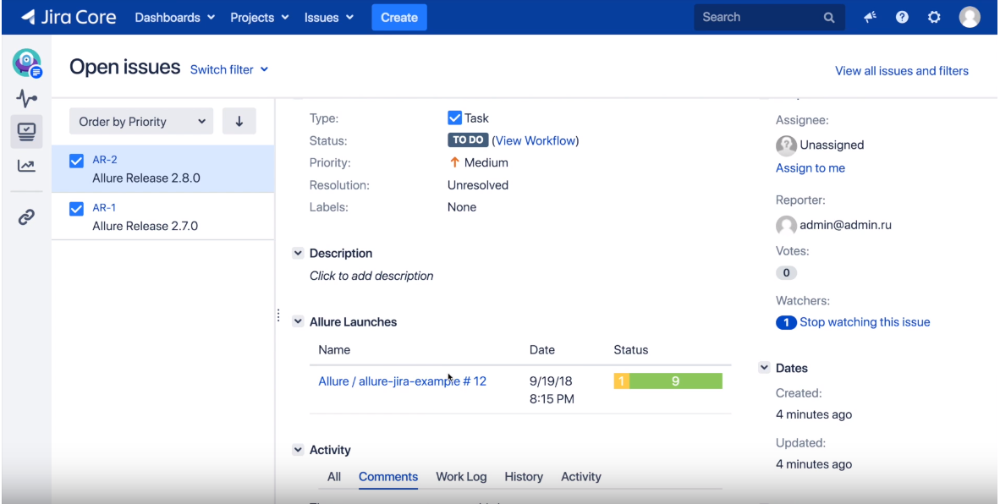 Jira Core Dashboards Projects Issues Create Search
Open issues Switch filter View all issues and filters
Order by Priority
AR-2
Allure Release 2.8.0
AR-1
Allure Release 2.7.0
Type: Task
Status: TO DO (View Workflow)
Priority: Medium
Resolution: Unresolved
Labels: None
Description
Click to add description
Allure Launches
Name Date Status
Allure / allure-jira-example # 12 9/19/18 1 9
8:15 PM
Activity
All Comments Work Log History Activity
Assignee:
Unassigned
Assign to me
Reporter:
admin@admin.ru
Votes:
0
Watchers:
1 Stop watching this issue
Dates
Created:
4 minutes ago
Updated:
4 minutes ago